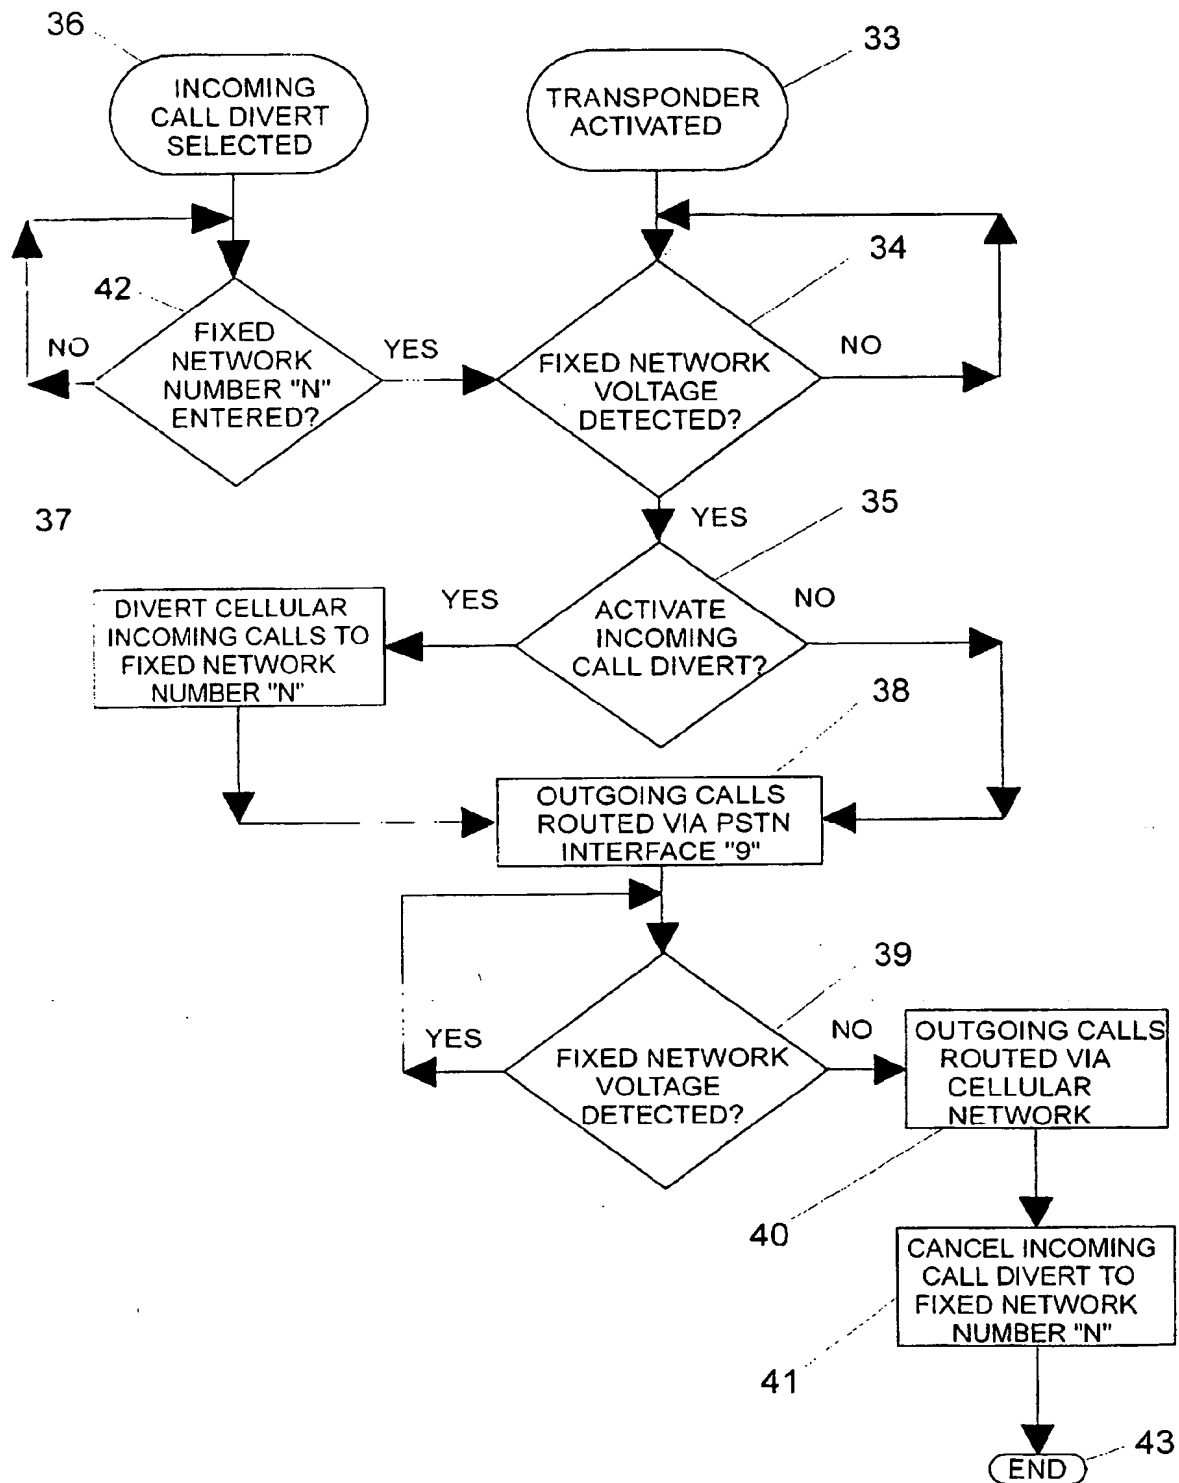 36
33
INCOMING
CALL DIVERT
SELECTED
TRANSPONDER
ACTIVATED
34
42
FIXED
NETWORK
NUMBER "N"
ENTERED?
NO
YES
FIXED NETWORK
VOLTAGE
DETECTED?
NO
37
YES
35
DIVERT CELLULAR
INCOMING CALLS TO
FIXED NETWORK
NUMBER "N"
YES
ACTIVATE
INCOMING
CALL DIVERT?
NO
38
OUTGOING CALLS
ROUTED VIA PSTN
INTERFACE "9"
39
YES
FIXED NETWORK
VOLTAGE
DETECTED?
NO
OUTGOING CALLS
ROUTED VIA
CELLULAR
NETWORK
40
CANCEL INCOMING
CALL DIVERT TO
FIXED NETWORK
NUMBER "N"
41
43
END